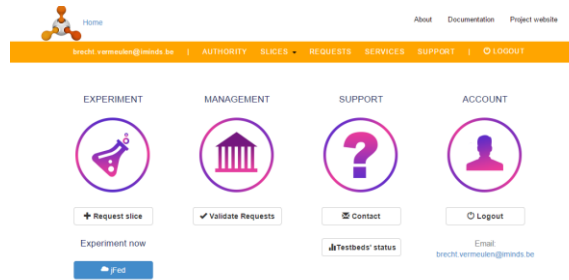 Home About Documentation Project website
brecht.vermeulen@iminds.be | AUTHORITY SLICES REQUESTS SERVICES SUPPORT | LOGOUT
EXPERIMENT MANAGEMENT SUPPORT ACCOUNT
Request slice Validate Requests Contact Logout
Experiment now Testbeds' status Email:
brecht.vermeulen@iminds.be
jFed